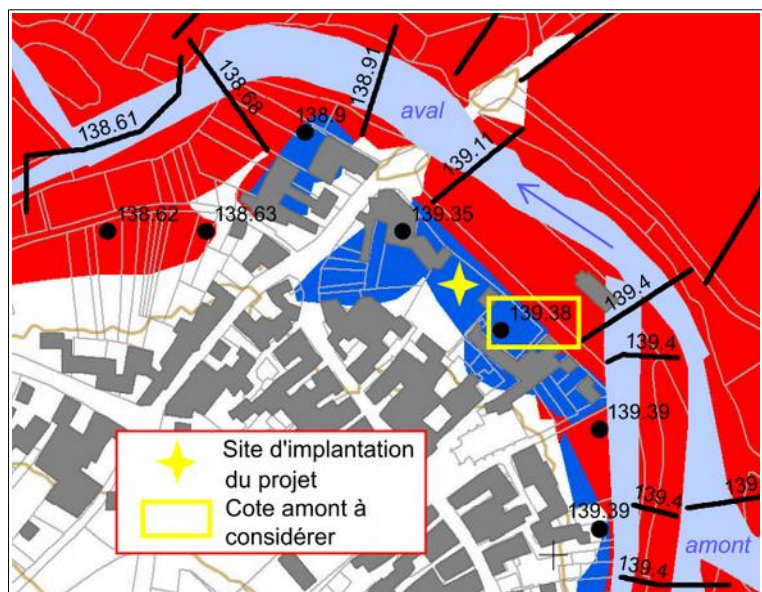 138.91
138.68
138.9
aval
138.61
139.11
138.62
138.63
139.35
139.4
139.38
139.4
139.39
Site d'implantation
du projet
Cote amont à
considérer
139.4
139.
139.39
amont
139.4